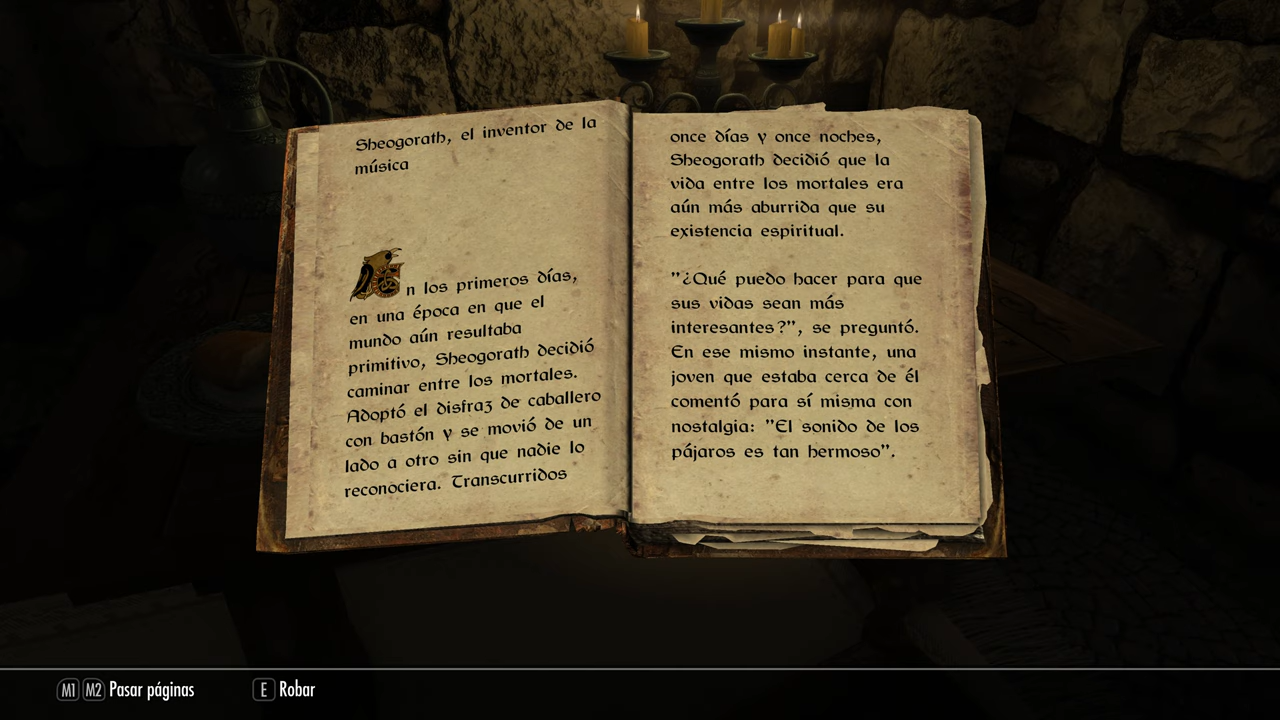 Sheogorath, el inventor de la
música
En los primeros días,
en una época en que el
mundo aún resultaba
primitivo, Sheogorath decidió
caminar entre los mortales.
Adoptó el disfraz de caballero
con bastón y se movió de un
lado a otro sin que nadie lo
reconociera. Transcurridos
once días y once noches,
Sheogorath decidió que la
vida entre los mortales era
aún más aburrida que su
existencia espiritual.
"¿Qué puedo hacer para que
sus vidas sean más
interesantes?", se preguntó.
En ese mismo instante, una
joven que estaba cerca de él
comentó para sí misma con
nostalgia: "El sonido de los
pájaros es tan hermoso".
M1 M2 Pasar páginas
E Robar